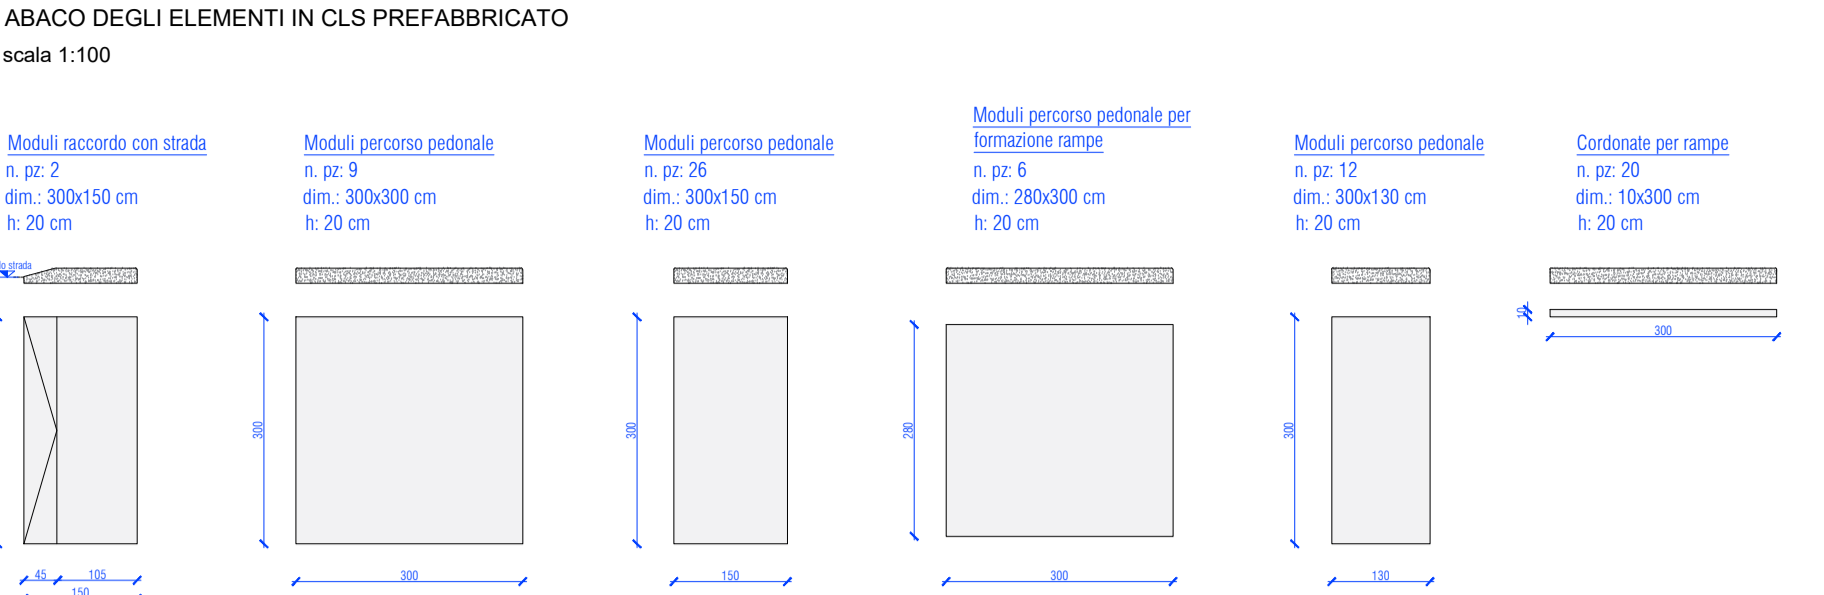 ABACO DEGLI ELEMENTI IN CLS PREFABBRICATO
scala 1:100
Moduli raccordo con strada
n. pz: 2
dim.: 300x150 cm
h: 20 cm
Moduli percorso pedonale
n. pz: 9
dim.: 300x300 cm
h: 20 cm
Moduli percorso pedonale
n. pz: 26
dim.: 300x150 cm
h: 20 cm
Moduli percorso pedonale per
formazione rampe
n. pz: 6
dim.: 280x300 cm
h: 20 cm
Moduli percorso pedonale
n. pz: 12
dim.: 300x130 cm
h: 20 cm
Cordonate per rampe
n. pz: 20
dim.: 10x300 cm
h: 20 cm
strada
10
300
300
300
280
300
45 105
150
300
150
300
130